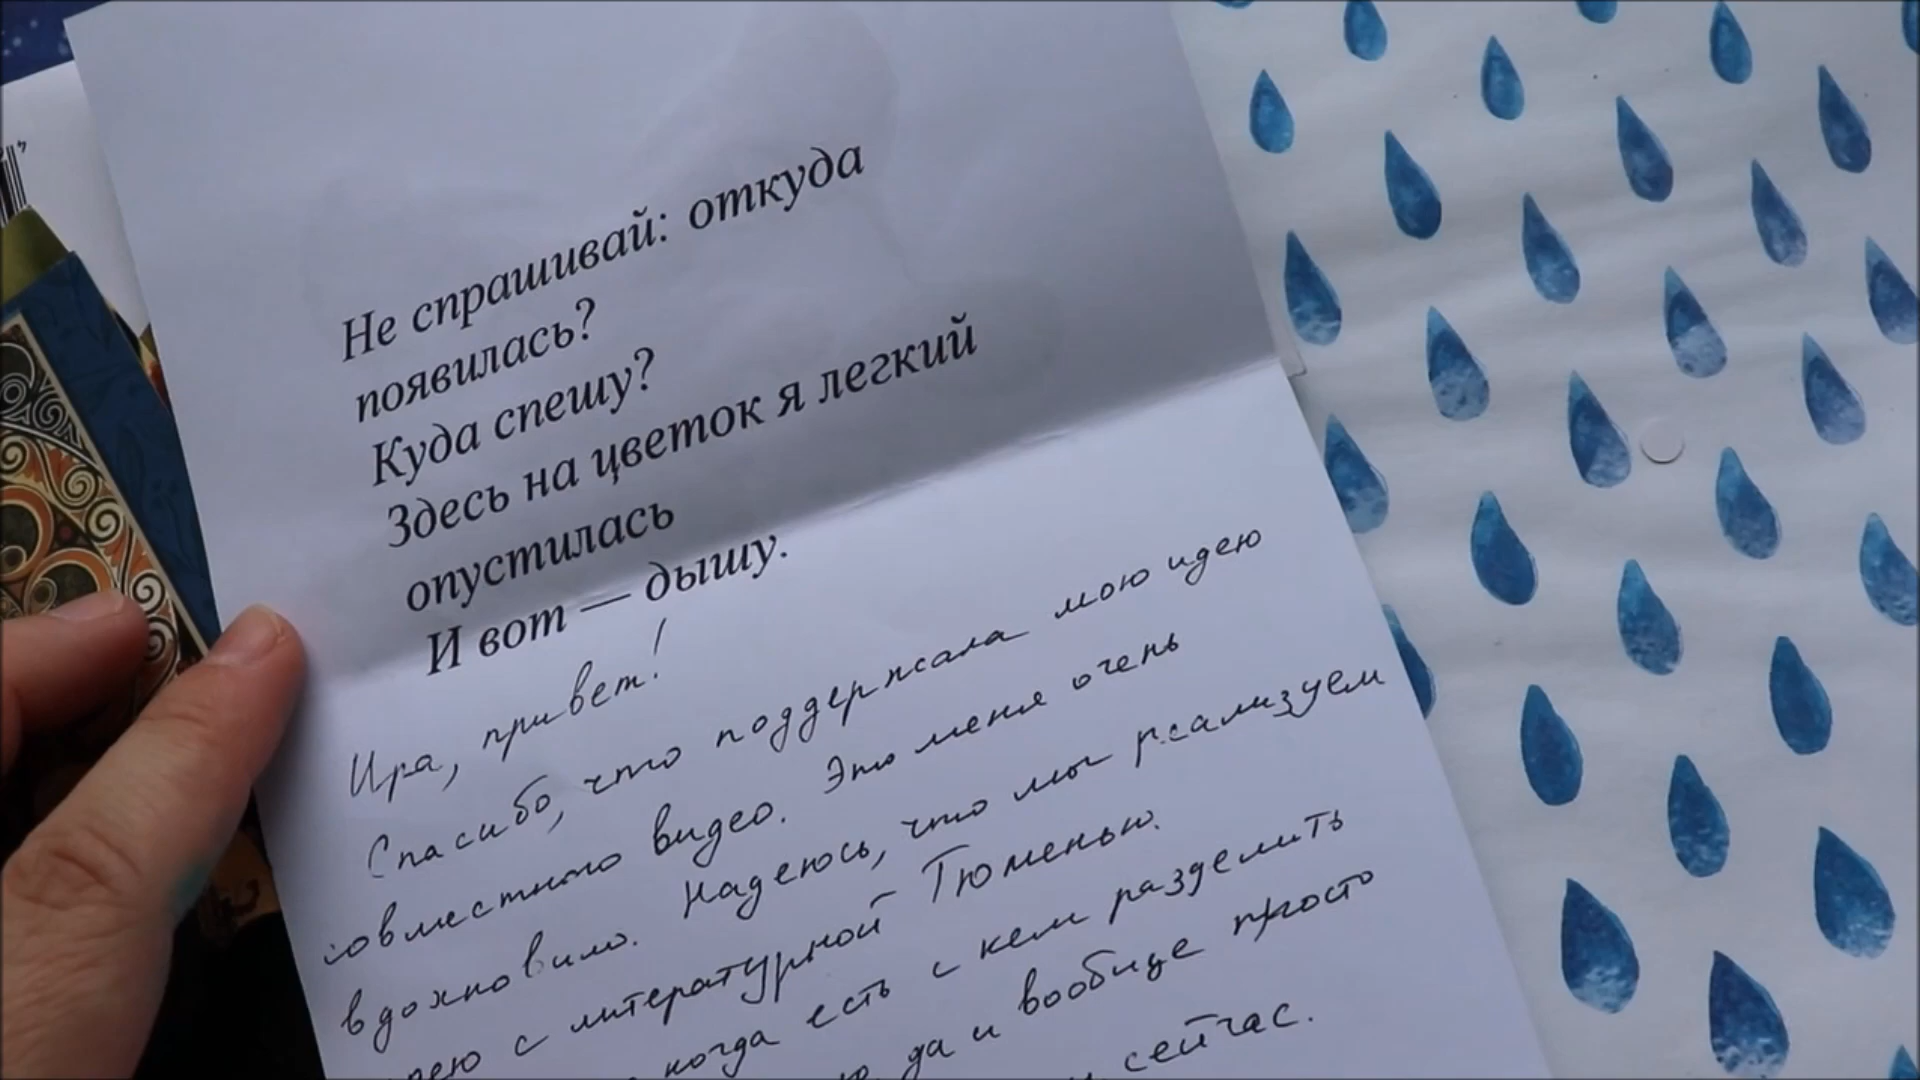 Не спрашивай: откуда
появилась?
Куда спешу?
Здесь на цветок я легкий
опустилась
И вот — дышу.
Ира, привет!
Спасибо, что поддержала мою идею
совместного видео. Это меня очень
вдохновило. Надеюсь, что мы реализуем
с литературной Тюменью.
когда есть с кем разделить
да и вообще просто
сейчас.